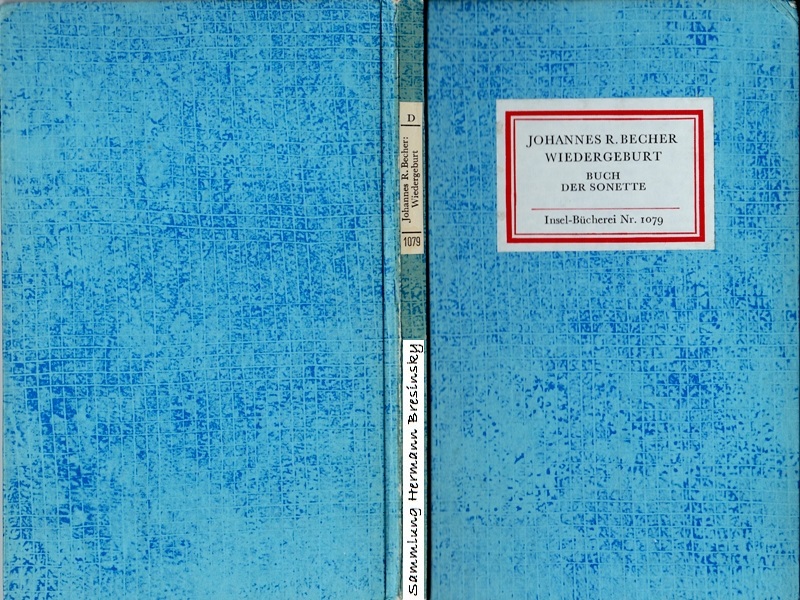 D
Johannes R. Becher:
Wiedergeburt
1079
Sammlung Hermann Bresinsky
JOHANNES R. BECHER
WIEDERGEBURT
BUCH
DER SONETTE
Insel-Bücherei Nr. 1079